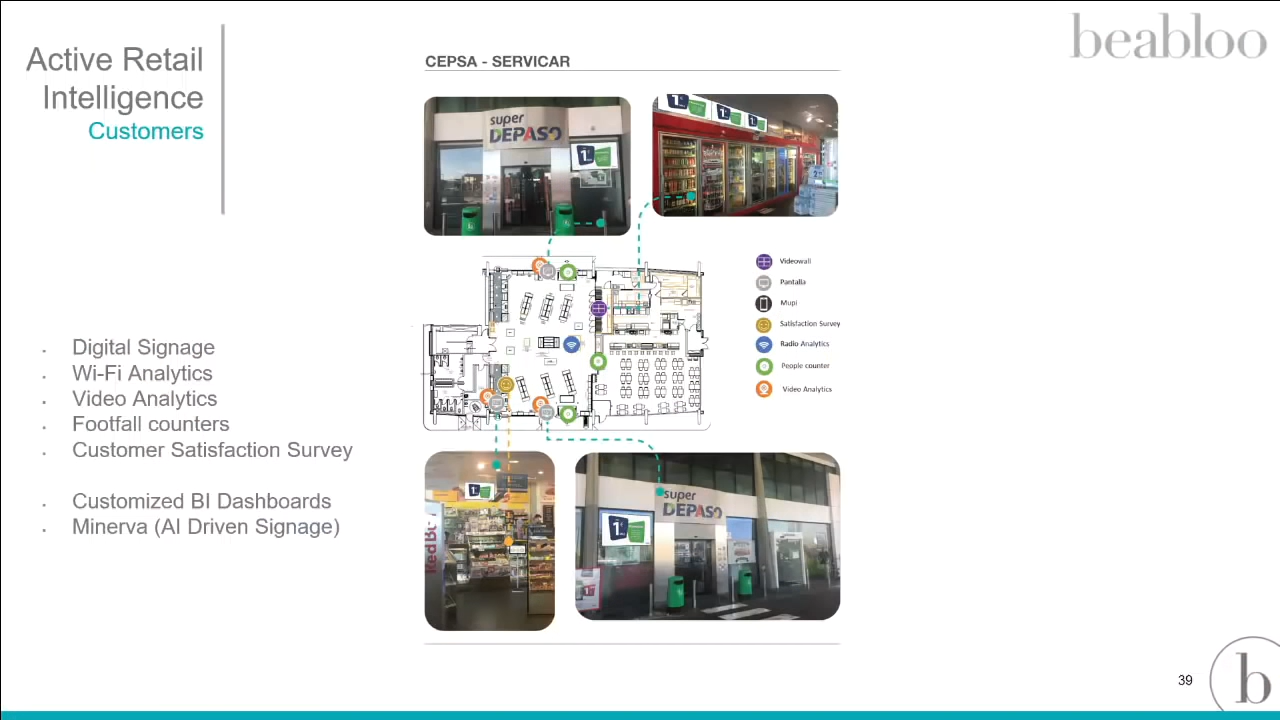 Active Retail
Intelligence
Customers
beabloo
CEPSA - SERVICAR
super
DEPASO
Videowall
Pantalla
Mupi
Satisfaction Survey
Radio Analytics
People counter
Video Analytics
Digital Signage
Wi-Fi Analytics
Video Analytics
Footfall counters
Customer Satisfaction Survey
Customized BI Dashboards
Minerva (AI Driven Signage)
super
DEPASO
39
b